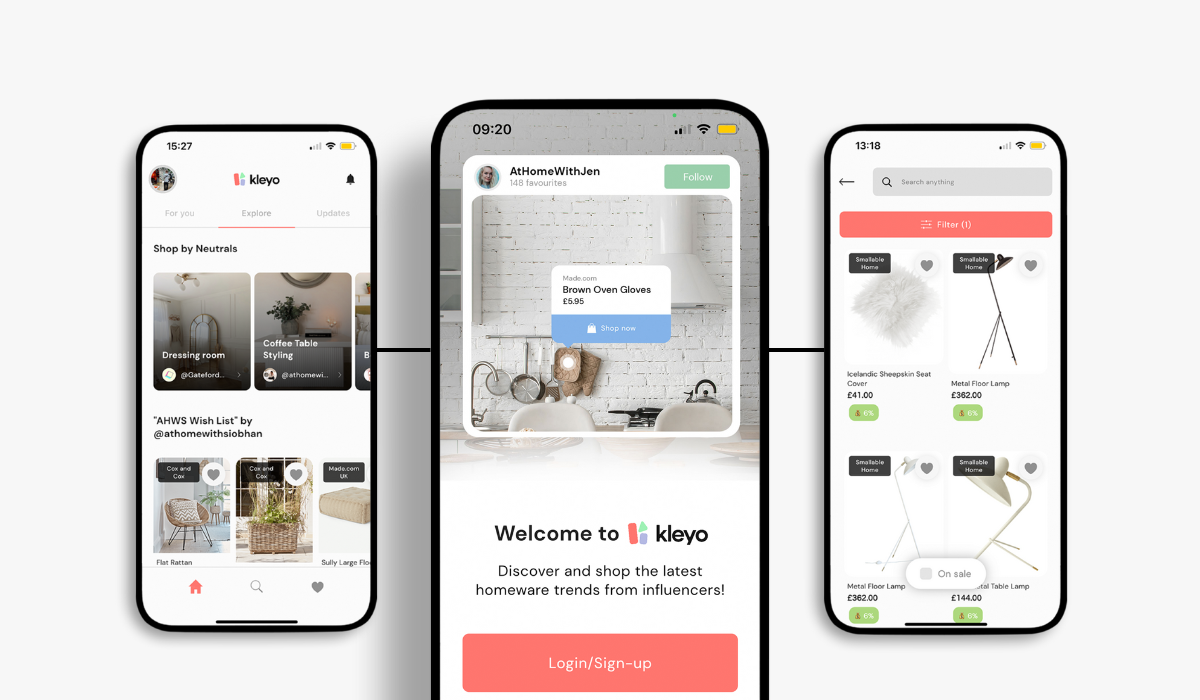 15:27
kleyo
For you
Explore
Updates
Shop by Neutrals
Dressing room
@Gateford...
Coffee Table
Styling
@athomewi...
B
"AHWS Wish List" by
@athomewithsiobhan
Cox and
Cox
Cox and
Cox
Made.com
UK
Flat Rattan
Sully Large Flo
09:20
AtHomeWithJen
148 favourites
Follow
Made.com
Brown Oven Gloves
£5.95
Shop now
Welcome to kleyo
Discover and shop the latest
homeware trends from influencers!
Login/Sign-up
13:18
Search anything
Filter (1)
Smallable
Home
Smallable
Home
Icelandic Sheepskin Seat
Cover
£41.00
6%
Metal Floor Lamp
£362.00
6%
Smallable
Home
Smallable
Home
Metal Floor Lamp
£362.00
6%
Table Lamp
£144.00
6%
On sale